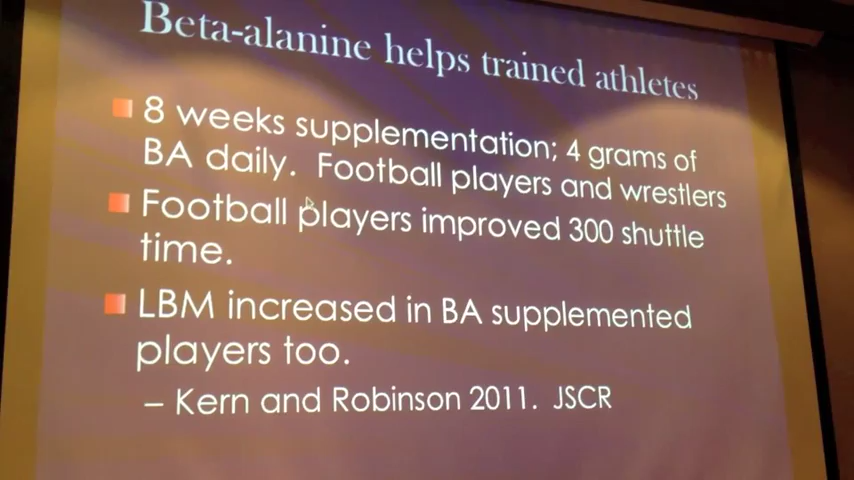 Beta-alanine helps trained athletes
8 weeks supplementation; 4 grams of
BA daily. Football players and wrestlers
Football players improved 300 shuttle
time.
LBM increased in BA supplemented
players too.
– Kern and Robinson 2011. JSCR